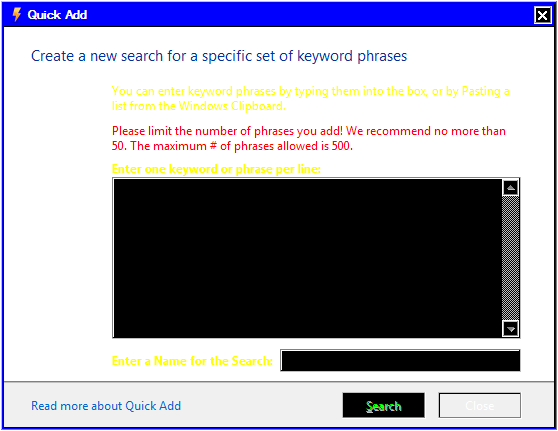 Quick Add
Create a new search for a specific set of keyword phrases
You can enter keyword phrases by typing them into the box, or by Pasting a
list from the Windows Clipboard.
Please limit the number of phrases you add! We recommend no more than
50. The maximum # of phrases allowed is 500.
Enter one keyword or phrase per line:
Enter a Name for the Search:
Read more about Quick Add
Search
Close